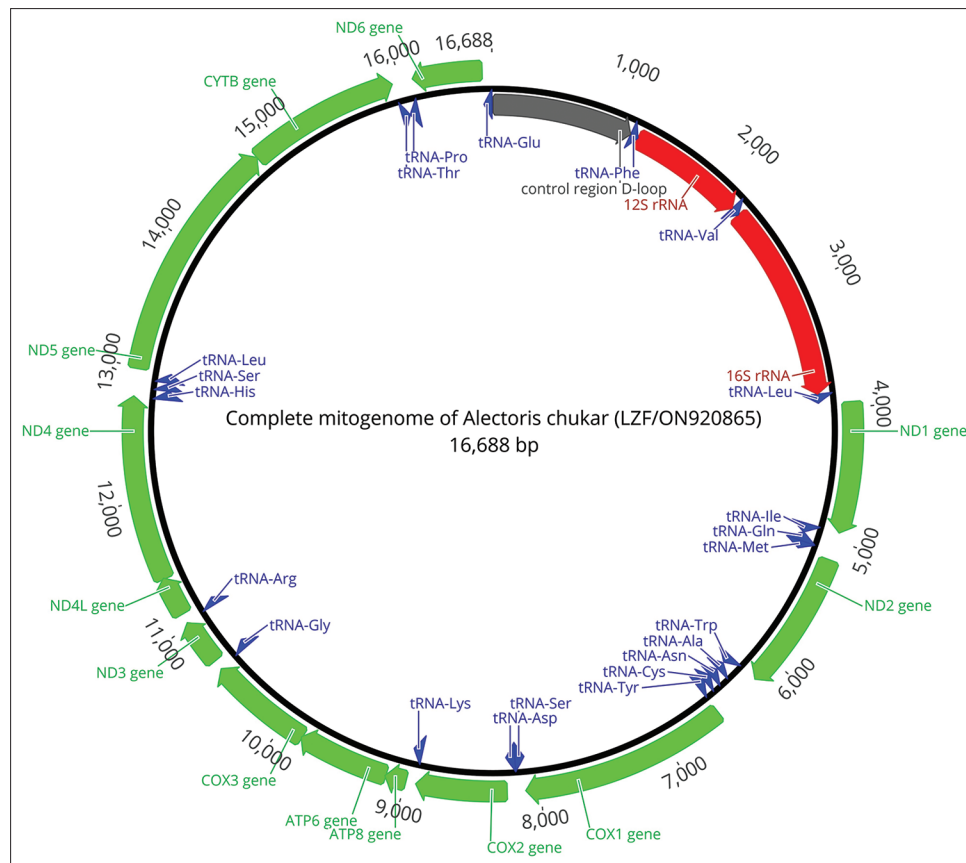 ND6 gene
16,688
16,000
1,000
CYTB gene
15,000
2,000
tRNA-Glu
tRNA-Pro
tRNA-Thr
tRNA-Phe
control region D-loop
12S rRNA
14,000
tRNA-Val
3,000
ND5 gene
13,000
tRNA-Leu
tRNA-Ser
tRNA-His
16S rRNA
tRNA-Leu
4,000
Complete mitogenome of Alectoris chukar (LZF/ON920865)
16,688 bp
ND4 gene
ND1 gene
12,000
tRNA-Ile
tRNA-Gln
tRNA-Met
5,000
tRNA-Arg
ND4L gene
ND2 gene
tRNA-Gly
11,000
ND3 gene
tRNA-Trp
tRNA-Ala
tRNA-Asn
tRNA-Cys
tRNA-Tyr
6,000
tRNA-Lys
tRNA-Ser
tRNA-Asp
10,000
COX3 gene
7,000
ATP6 gene
ATP8 gene
9,000
8,000
COX2 gene
COX1 gene